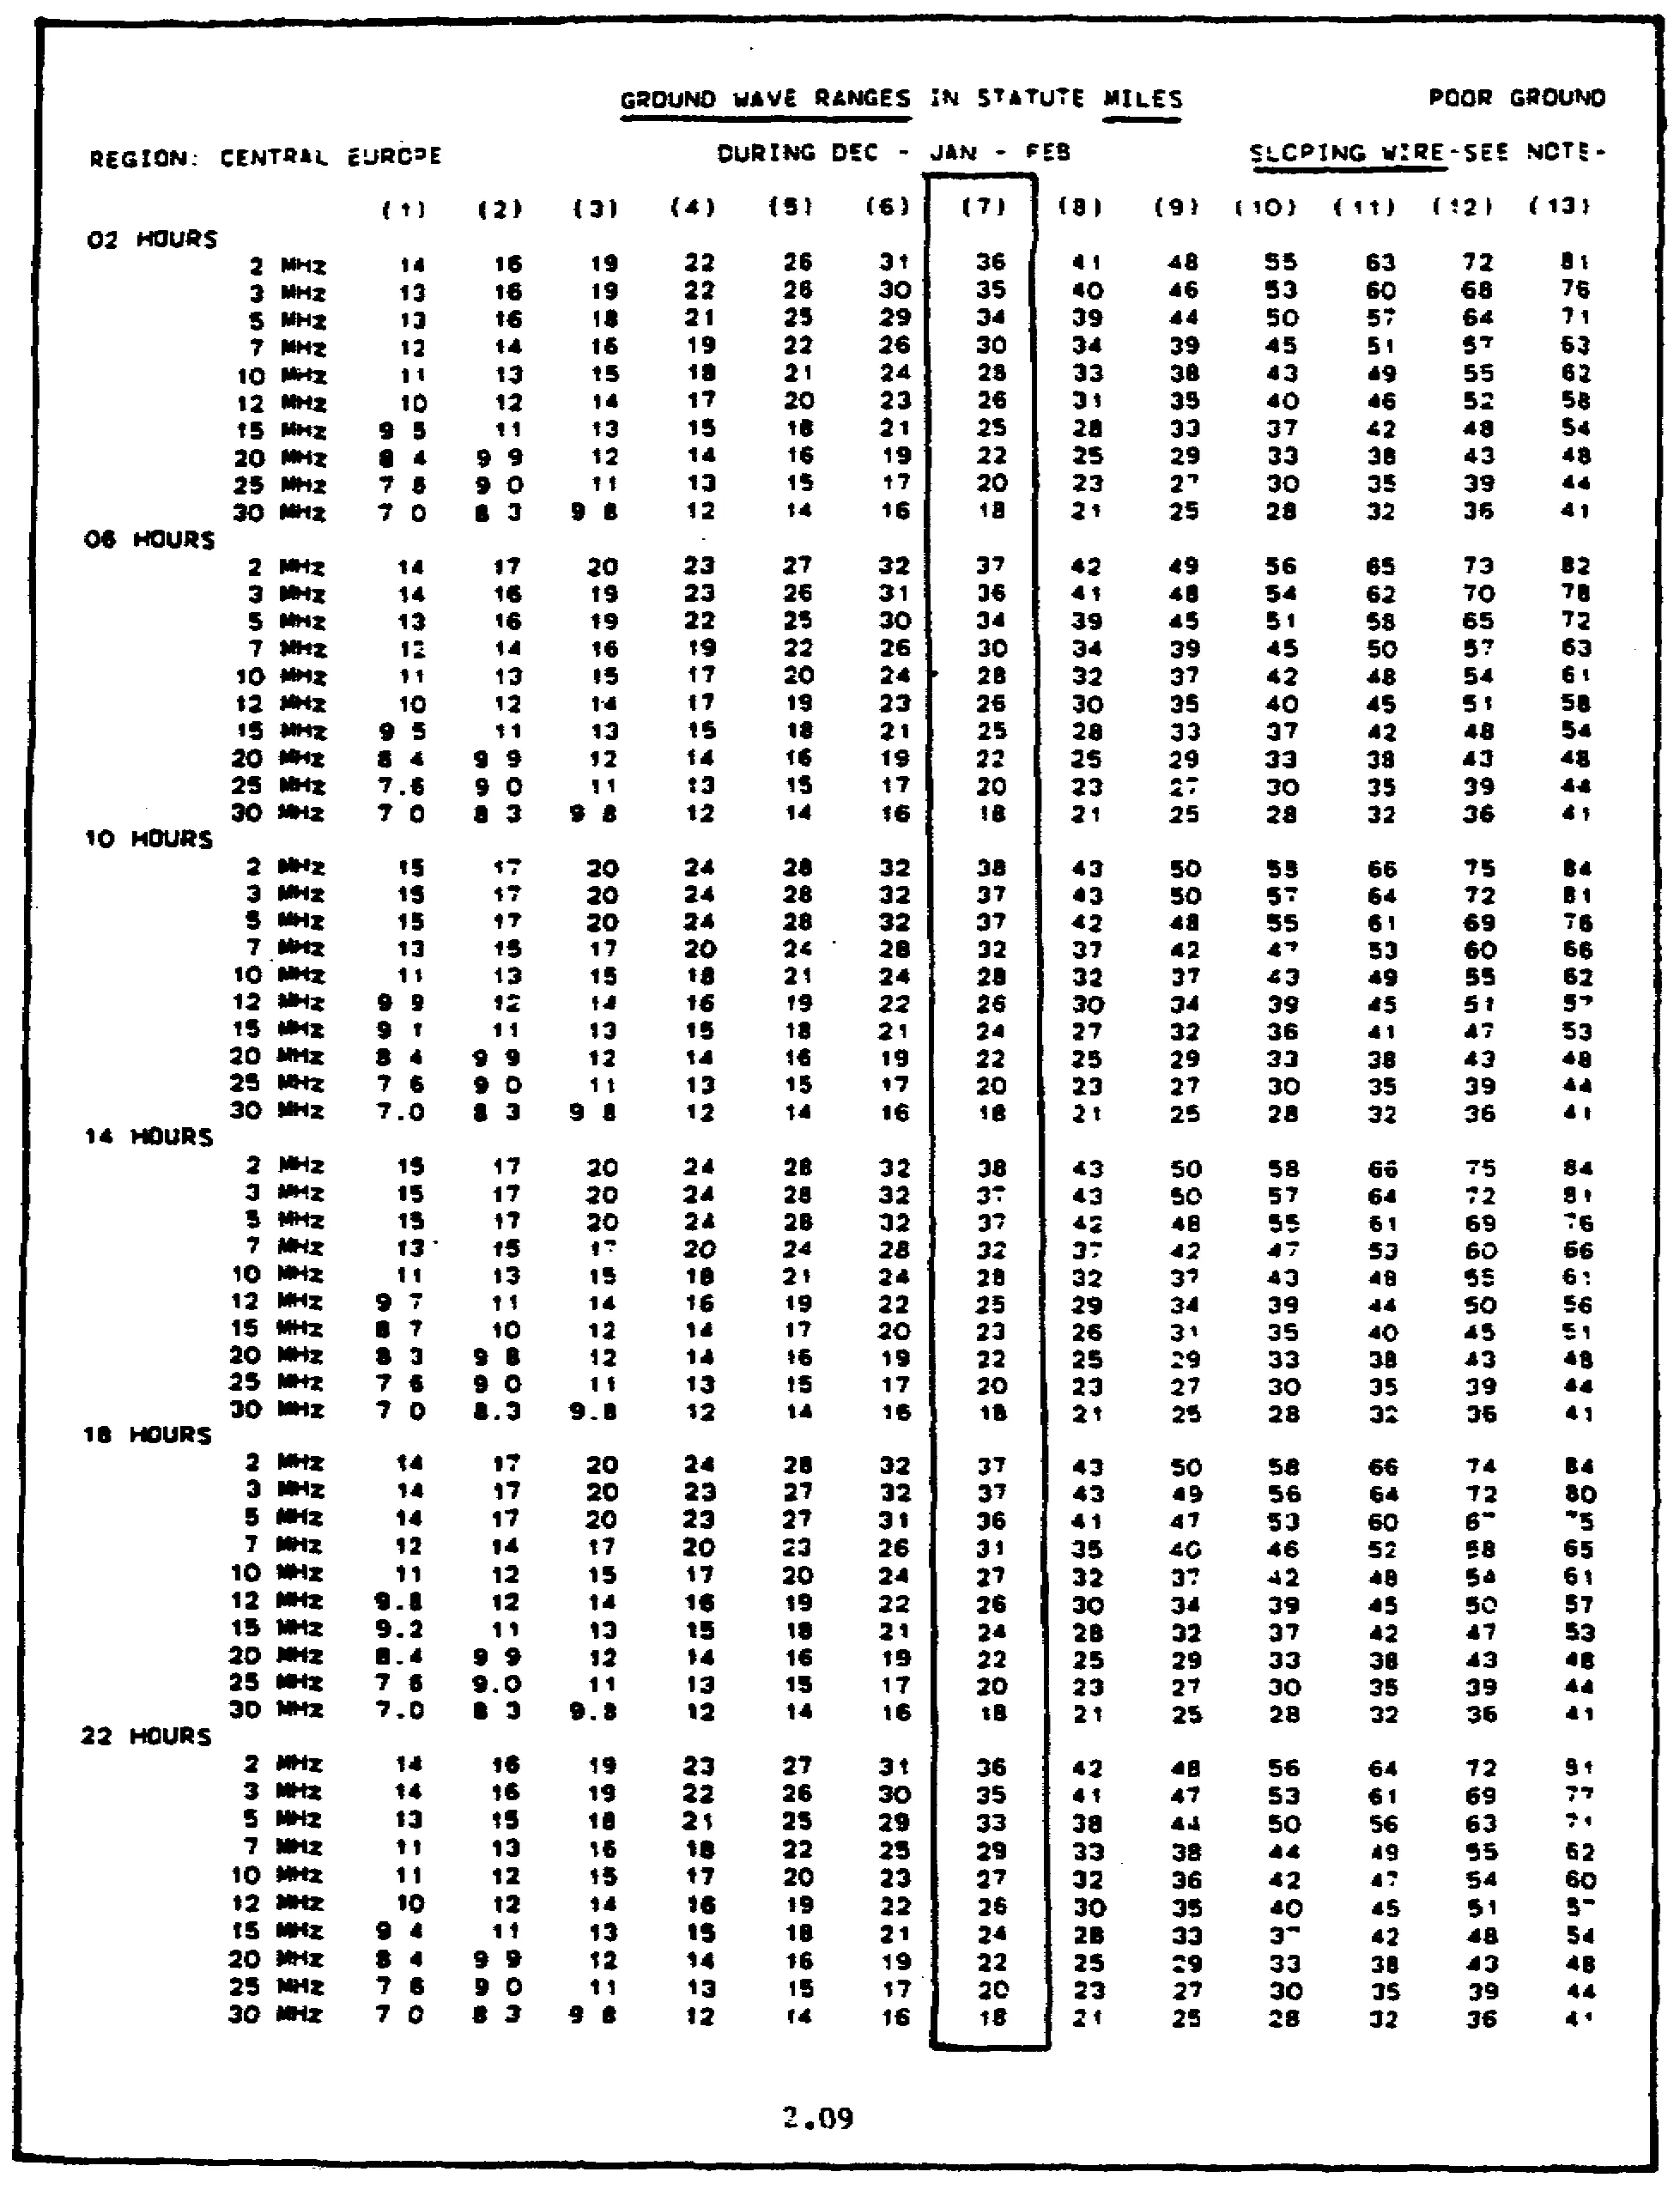 GROUND WAVE RANGES IN STATUTE MILES POOR GROUND
REGION: CENTRAL EUROPE DURING DEC - JAN - FEB SLOPING WIRE-SEE NOTE-
(1) (2) (3) (4) (5) (6) (7) (8) (9) (10) (11) (12) (13)
02 HOURS
2 MHz 14 16 19 22 26 31 36 41 48 55 63 72 81
3 MHz 13 16 19 22 26 30 35 40 46 53 60 68 76
5 MHz 13 16 18 21 25 29 34 39 44 50 57 64 71
7 MHz 12 14 16 19 22 26 30 34 39 45 51 57 63
10 MHz 11 13 15 18 21 24 28 33 38 43 49 55 62
12 MHz 10 12 14 17 20 23 26 31 35 40 46 52 58
15 MHz 9 5 11 13 15 18 21 25 28 33 37 42 48 54
20 MHz 8 4 9 9 12 14 16 19 22 25 29 33 38 43 48
25 MHz 7 6 9 0 11 13 15 17 20 23 27 30 35 39 44
30 MHz 7 0 8 3 9 8 12 14 16 18 21 25 28 32 36 41
06 HOURS
2 MHz 14 17 20 23 27 32 37 42 49 56 65 73 82
3 MHz 14 16 19 23 26 31 36 41 48 54 62 70 78
5 MHz 13 16 19 22 25 30 34 39 45 51 58 65 72
7 MHz 12 14 16 19 22 26 30 34 39 45 50 57 63
10 MHz 11 13 15 17 20 24 28 32 37 42 48 54 61
12 MHz 10 12 14 17 19 23 26 30 35 40 45 51 58
15 MHz 9 5 11 13 15 18 21 25 28 33 37 42 48 54
20 MHz 8 4 9 9 12 14 16 19 22 25 29 33 38 43 48
25 MHz 7.6 9 0 11 13 15 17 20 23 27 30 35 39 44
30 MHz 7 0 8 3 9 8 12 14 16 18 21 25 28 32 36 41
10 HOURS
2 MHz 15 17 20 24 28 32 38 43 50 58 66 75 84
3 MHz 15 17 20 24 28 32 37 43 50 57 64 72 81
5 MHz 15 17 20 24 28 32 37 42 48 55 61 69 76
7 MHz 13 15 17 20 24 28 32 37 42 47 53 60 66
10 MHz 11 13 15 18 21 24 28 32 37 43 49 55 62
12 MHz 9 9 12 14 16 19 22 26 30 34 39 45 51 57
15 MHz 9 1 11 13 15 18 21 24 27 32 36 41 47 53
20 MHz 8 4 9 9 12 14 16 19 22 25 29 33 38 43 48
25 MHz 7 6 9 0 11 13 15 17 20 23 27 30 35 39 44
30 MHz 7.0 8 3 9 8 12 14 16 18 21 25 28 32 36 41
14 HOURS
2 MHz 15 17 20 24 28 32 38 43 50 58 66 75 84
3 MHz 15 17 20 24 28 32 37 43 50 57 64 72 81
5 MHz 15 17 20 24 28 32 37 42 48 55 61 69 76
7 MHz 13 15 17 20 24 28 32 37 42 47 53 60 66
10 MHz 11 13 15 18 21 24 28 32 37 43 48 55 61
12 MHz 9 7 11 14 16 19 22 25 29 34 39 44 50 56
15 MHz 8 7 10 12 14 17 20 23 26 31 35 40 45 51
20 MHz 8 3 9 8 12 14 16 19 22 25 29 33 38 43 48
25 MHz 7 6 9 0 11 13 15 17 20 23 27 30 35 39 44
30 MHz 7 0 8.3 9.8 12 14 16 18 21 25 28 32 36 41
18 HOURS
2 MHz 14 17 20 24 28 32 37 43 50 58 66 74 84
3 MHz 14 17 20 23 27 32 37 43 49 56 64 72 80
5 MHz 14 17 20 23 27 31 36 41 47 53 60 67 75
7 MHz 12 14 17 20 23 26 31 35 40 46 52 58 65
10 MHz 11 12 15 17 20 24 27 32 37 42 48 54 61
12 MHz 9.8 12 14 16 19 22 26 30 34 39 45 50 57
15 MHz 9.2 11 13 15 18 21 24 28 32 37 42 47 53
20 MHz 8.4 9 9 12 14 16 19 22 25 29 33 38 43 48
25 MHz 7 6 9.0 11 13 15 17 20 23 27 30 35 39 44
30 MHz 7.0 8 3 9.8 12 14 16 18 21 25 28 32 36 41
22 HOURS
2 MHz 14 16 19 23 27 31 36 42 48 56 64 72 81
3 MHz 14 16 19 22 26 30 35 41 47 53 61 69 77
5 MHz 13 15 18 21 25 29 33 38 44 50 56 63 71
7 MHz 11 13 16 18 22 25 29 33 38 44 49 55 62
10 MHz 11 12 15 17 20 23 27 32 36 42 47 54 60
12 MHz 10 12 14 16 19 22 26 30 35 40 45 51 57
15 MHz 9 4 11 13 15 18 21 24 28 33 37 42 48 54
20 MHz 8 4 9 9 12 14 16 19 22 25 29 33 38 43 48
25 MHz 7 6 9 0 11 13 15 17 20 23 27 30 35 39 44
30 MHz 7 0 8 3 9 8 12 14 16 18 21 25 28 32 36 41
2.09